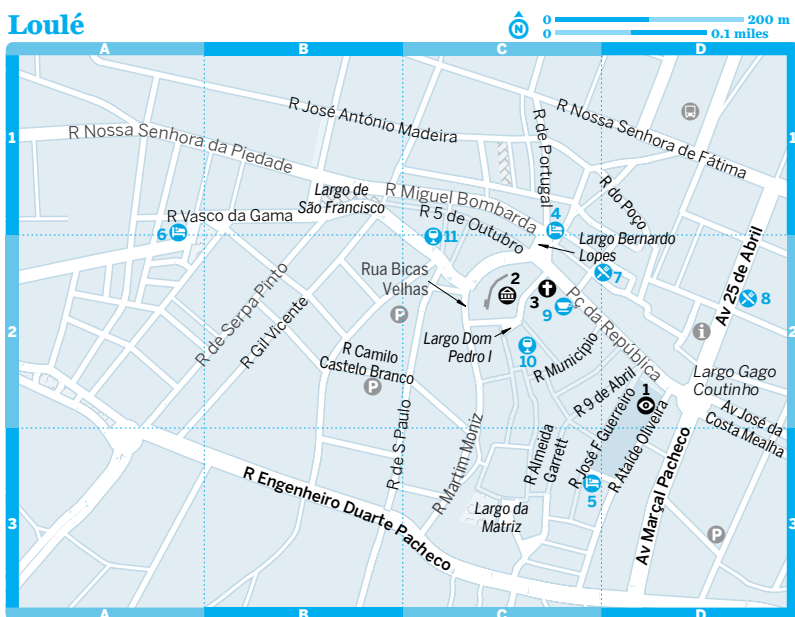 Loulé
N
0 200 m
0 0.1 miles
A B C D
1 1
R José António Madeira
R Nossa Senhora de Fátima
R Nossa Senhora da Piedade
R de Portugal
R do Poço
Largo de
São Francisco
R Miguel Bombarda
R Vasco da Gama
R 5 de Outubro
4
6
11
Largo Bernardo
Lopes
Av 25 de Abril
Rua Bicas
Velhas
2
3
9
7
8
R de Serpa Pinto
R Gil Vicente
P
Pç da República
i
2 2
Largo Dom
Pedro I
10
R Município
R Camilo
Castelo Branco
P
R 9 de Abril
1
Largo Gago
Coutinho
Av José da
Costa Mealha
R de S Paulo
R Martim Moniz
R Almeida
Garrett
R José F Guerreiro
R Ataíde Oliveira
Av Marçal Pacheco
R Engenheiro Duarte Pacheco
5
Largo da
Matriz
P
3 3
A B C D